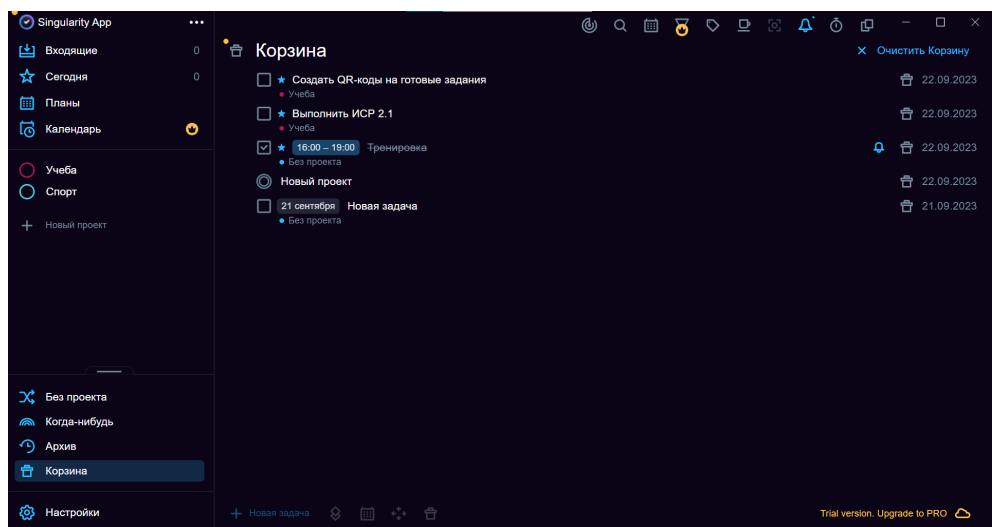 Singularity App
Входящие 0
Сегодня 0
Планы
Календарь
Учеба
Спорт
Новый проект
Без проекта
Когда-нибудь
Архив
Корзина
Настройки
Корзина
Очистить Корзину
Создать QR-коды на готовые задания 22.09.2023
Учеба
Выполнить ИСР 2.1 22.09.2023
Учеба
16:00 – 19:00 Тренировка 22.09.2023
Без проекта
Новый проект 22.09.2023
21 сентября Новая задача 21.09.2023
Без проекта
Новая задача
Trial version. Upgrade to PRO